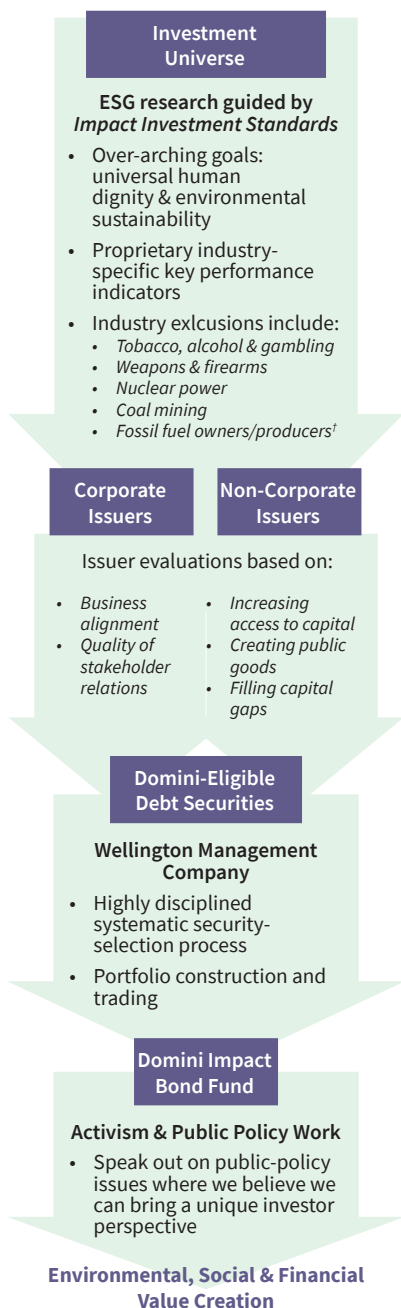 Investment
Universe
ESG research guided by
Impact Investment Standards
• Over-arching goals:
universal human
dignity & environmental
sustainability
• Proprietary industry-
specific key performance
indicators
• Industry exlcusions include:
• Tobacco, alcohol & gambling
• Weapons & firearms
• Nuclear power
• Coal mining
• Fossil fuel owners/producers†
Corporate
Issuers
Non-Corporate
Issuers
Issuer evaluations based on:
• Business
alignment
• Quality of
stakeholder
relations
• Increasing
access to capital
• Creating public
goods
• Filling capital
gaps
Domini-Eligible
Debt Securities
Wellington Management
Company
• Highly disciplined
systematic security-
selection process
• Portfolio construction and
trading
Domini Impact
Bond Fund
Activism & Public Policy Work
• Speak out on public-policy
issues where we believe we
can bring a unique investor
perspective
Environmental, Social & Financial
Value Creation